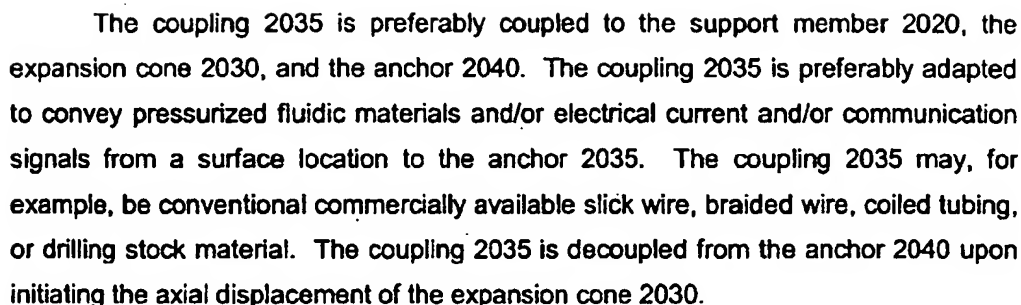 The coupling 2035 is preferably coupled to the support member 2020, the
expansion cone 2030, and the anchor 2040. The coupling 2035 is preferably adapted
to convey pressurized fluidic materials and/or electrical current and/or communication
signals from a surface location to the anchor 2035. The coupling 2035 may, for
example, be conventional commercially available slick wire, braided wire, coiled tubing,
or drilling stock material. The coupling 2035 is decoupled from the anchor 2040 upon
initiating the axial displacement of the expansion cone 2030.